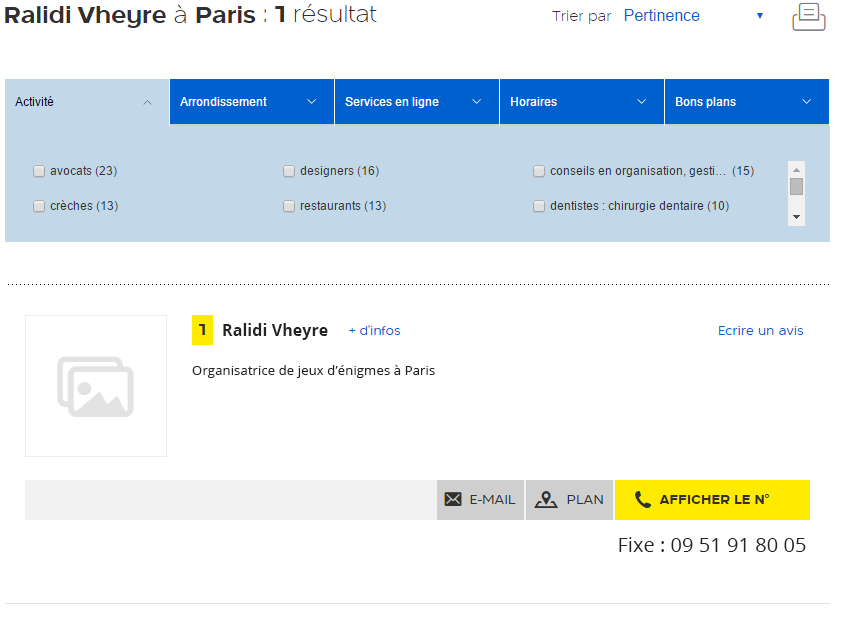 Ralidi Vheyre à Paris : 1 résultat
Trier par Pertinence
Activité
Arrondissement
Services en ligne
Horaires
Bons plans
avocats (23)
designers (16)
conseils en organisation, gesti... (15)
crèches (13)
restaurants (13)
dentistes : chirurgie dentaire (10)
1 Ralidi Vheyre + d'infos
Ecrire un avis
Organisatrice de jeux d’énigmes à Paris
E-MAIL
PLAN
AFFICHER LE N°
Fixe : 09 51 91 80 05